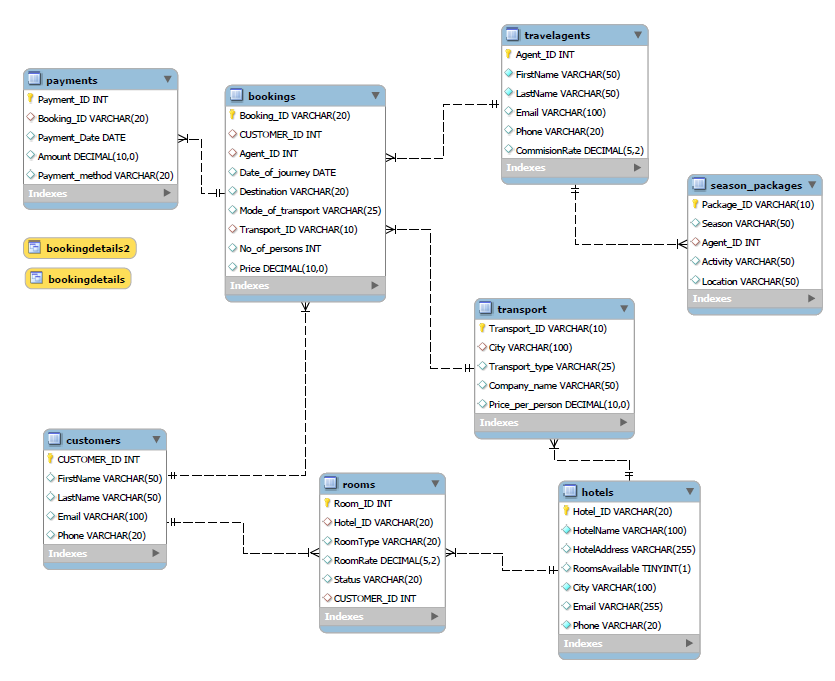 payments
Payment_ID INT
Booking_ID VARCHAR(20)
Payment_Date DATE
Amount DECIMAL(10,0)
Payment_method VARCHAR(20)
Indexes
bookingdetails2
bookingdetails
bookings
Booking_ID VARCHAR(20)
CUSTOMER_ID INT
Agent_ID INT
Date_of_journey DATE
Destination VARCHAR(20)
Mode_of_transport VARCHAR(25)
Transport_ID VARCHAR(10)
No_of_persons INT
Price DECIMAL(10,0)
Indexes
travelagents
Agent_ID INT
FirstName VARCHAR(50)
LastName VARCHAR(50)
Email VARCHAR(100)
Phone VARCHAR(20)
CommisionRate DECIMAL(5,2)
Indexes
season_packages
Package_ID VARCHAR(10)
Season VARCHAR(50)
Agent_ID INT
Activity VARCHAR(50)
Location VARCHAR(50)
Indexes
transport
Transport_ID VARCHAR(10)
City VARCHAR(100)
Transport_type VARCHAR(25)
Company_name VARCHAR(50)
Price_per_person DECIMAL(10,0)
Indexes
customers
CUSTOMER_ID INT
FirstName VARCHAR(50)
LastName VARCHAR(50)
Email VARCHAR(100)
Phone VARCHAR(20)
Indexes
rooms
Room_ID INT
Hotel_ID VARCHAR(20)
RoomType VARCHAR(20)
RoomRate DECIMAL(5,2)
Status VARCHAR(20)
CUSTOMER_ID INT
Indexes
hotels
Hotel_ID VARCHAR(20)
HotelName VARCHAR(100)
HotelAddress VARCHAR(255)
RoomsAvailable TINYINT(1)
City VARCHAR(100)
Email VARCHAR(255)
Phone VARCHAR(20)
Indexes